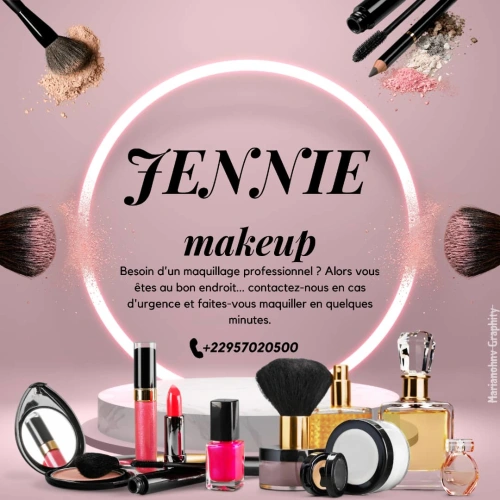 JENNIE
makeup
Besoin d'un maquillage professionnel ? Alors vous
êtes au bon endroit... contactez-nous en cas
d'urgence et faites-vous maquiller en quelques
minutes.
+22957020500
Marianohny Graphity